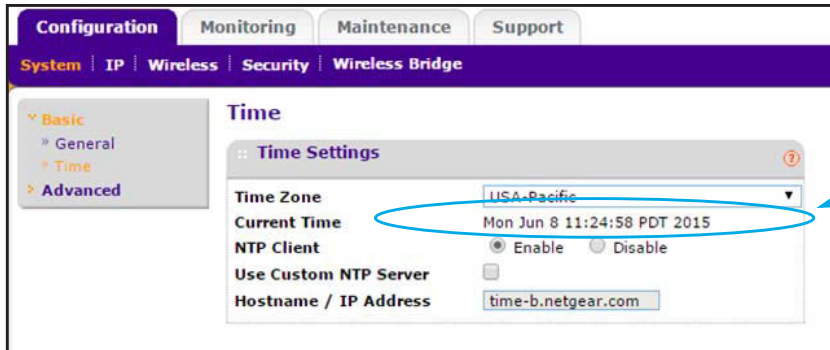 Configuration Monitoring Maintenance Support
System IP Wireless Security Wireless Bridge
Basic
» General
» Time
Advanced
Time
Time Settings
Time Zone USA-Pacific
Current Time Mon Jun 8 11:24:58 PDT 2015
NTP Client Enable Disable
Use Custom NTP Server
Hostname / IP Address time-b.netgear.com